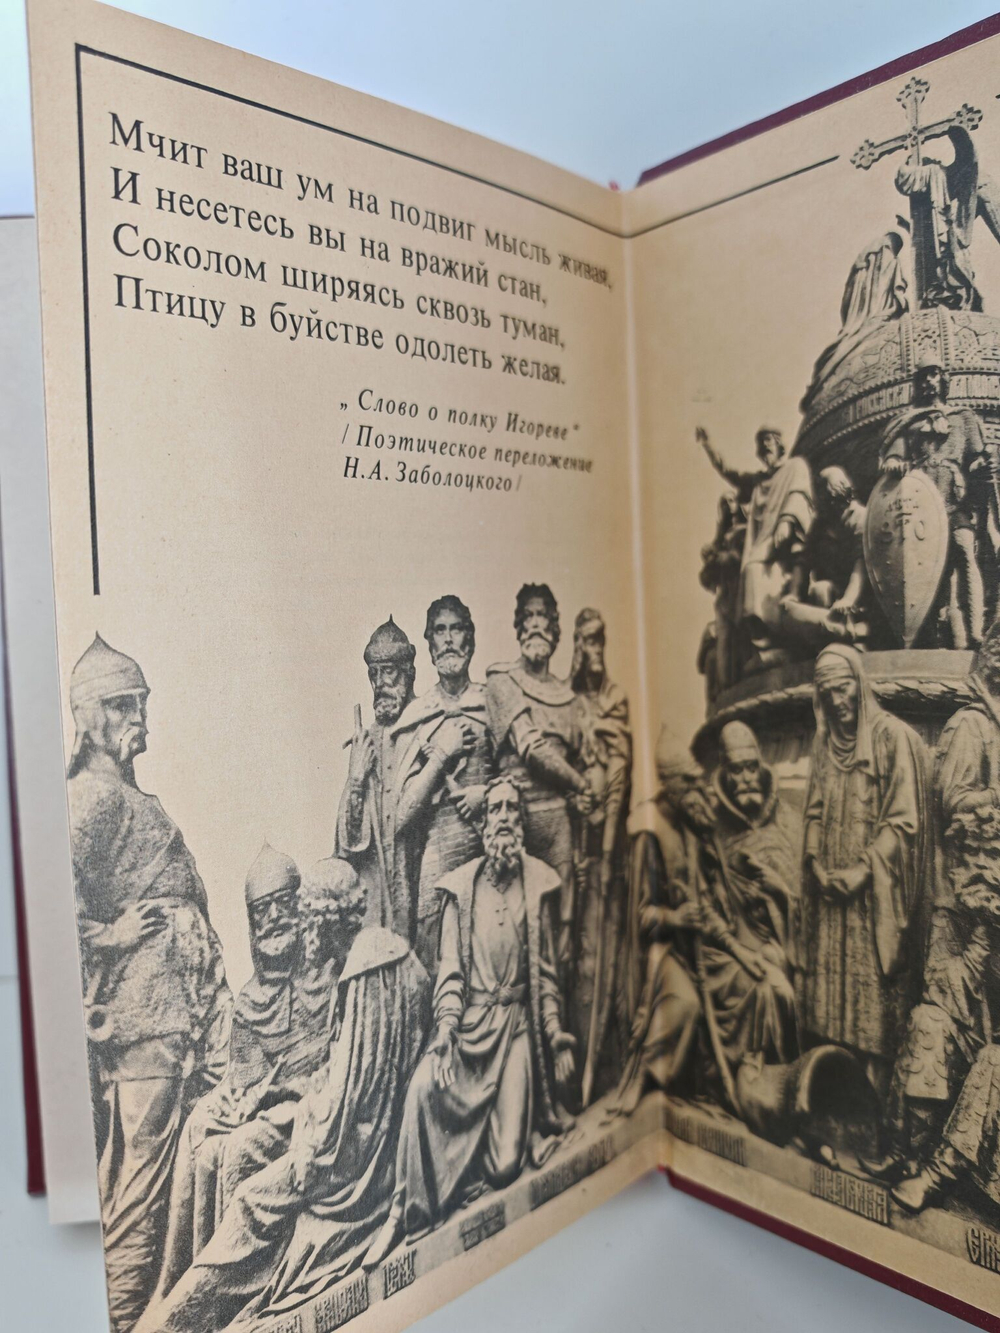 Мчит ваш ум на подвиг мысль живая,
И несетесь вы на вражий стан,
Соколом ширяясь сквозь туман,
Птицу в буйстве одолеть желая.
„ Слово о полку Игореве “
/ Поэтическое переложение
Н.А. Заболоцкого /